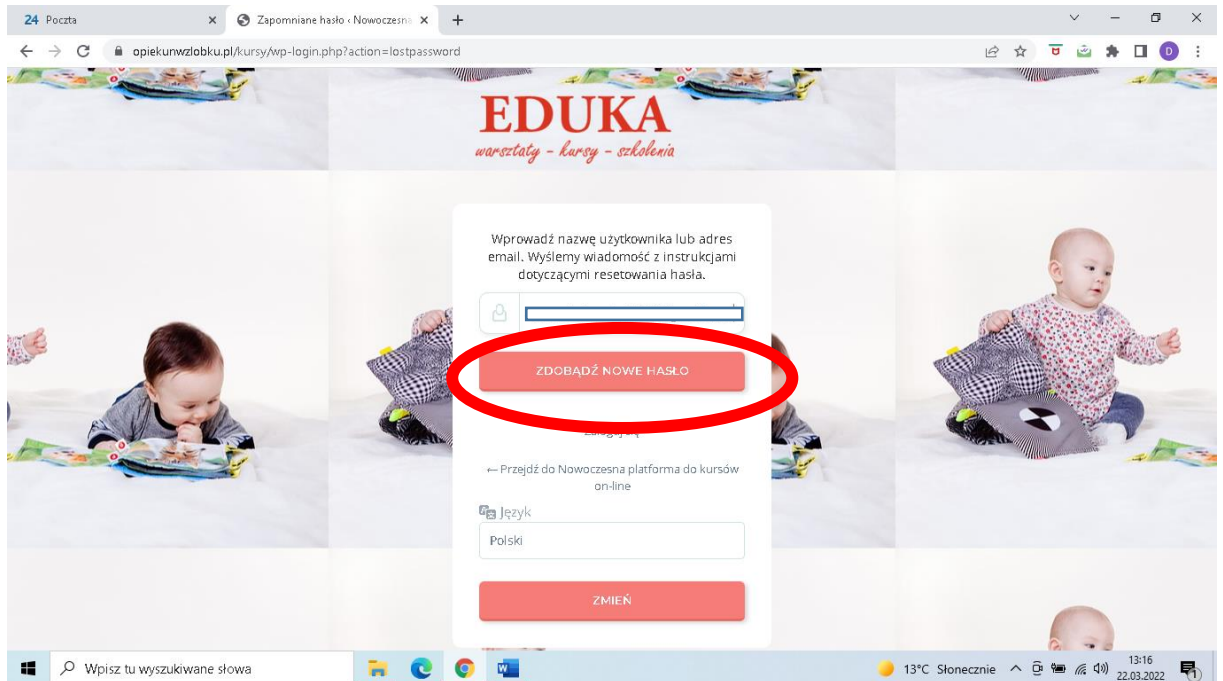 24 Poczta
Zapomniane hasło ‹ Nowoczesna
opiekunwzlobku.pl/kursy/wp-login.php?action=lostpassword
D
EDUKA
warsztaty - kursy - szkolenia
Wprowadź nazwę użytkownika lub adres
email. Wyślemy wiadomość z instrukcjami
dotyczącymi resetowania hasła.
ZDOBĄDŹ NOWE HASŁO
← Przejdź do Nowoczesna platforma do kursów
on-line
Język
Polski
ZMIEŃ
Wpisz tu wyszukiwane słowa
13°C Słonecznie
13:16
22.03.2022